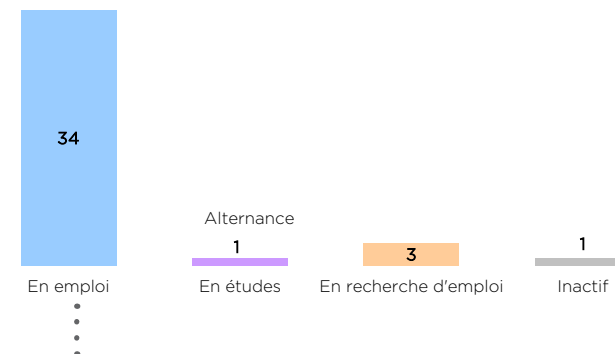 34
Alternance
1
3
1
En emploi
En études
En recherche d'emploi
Inactif